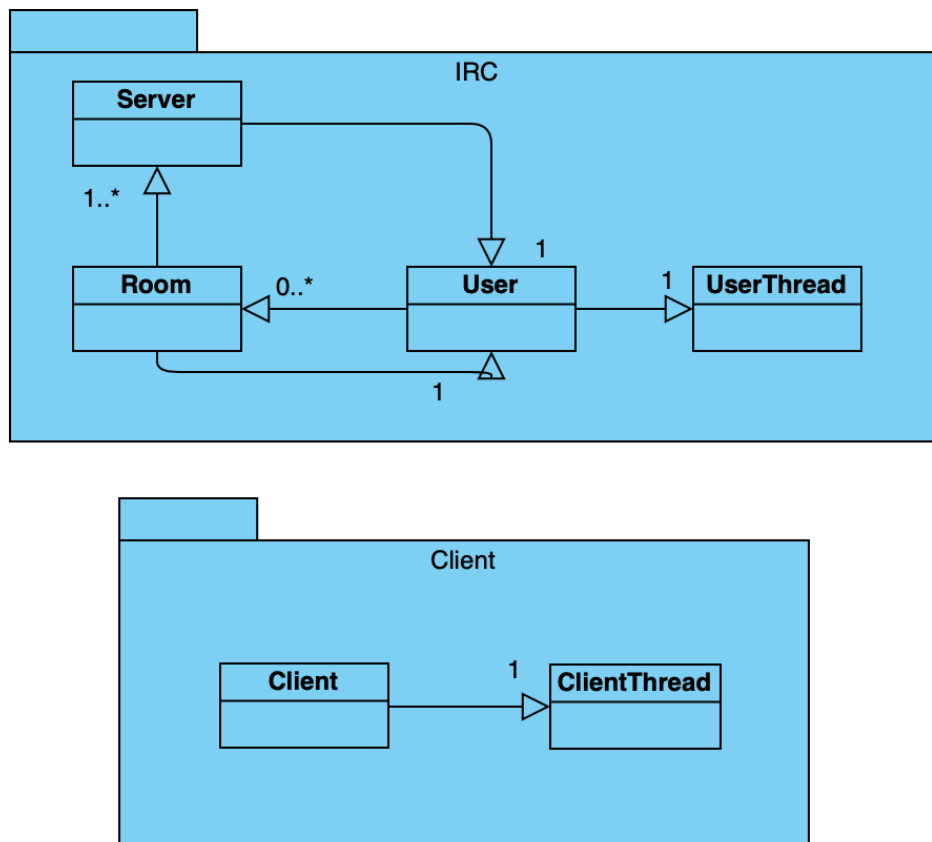 IRC
Server
1..*
1
Room
0..*
User
1
UserThread
1
Client
Client
1
ClientThread